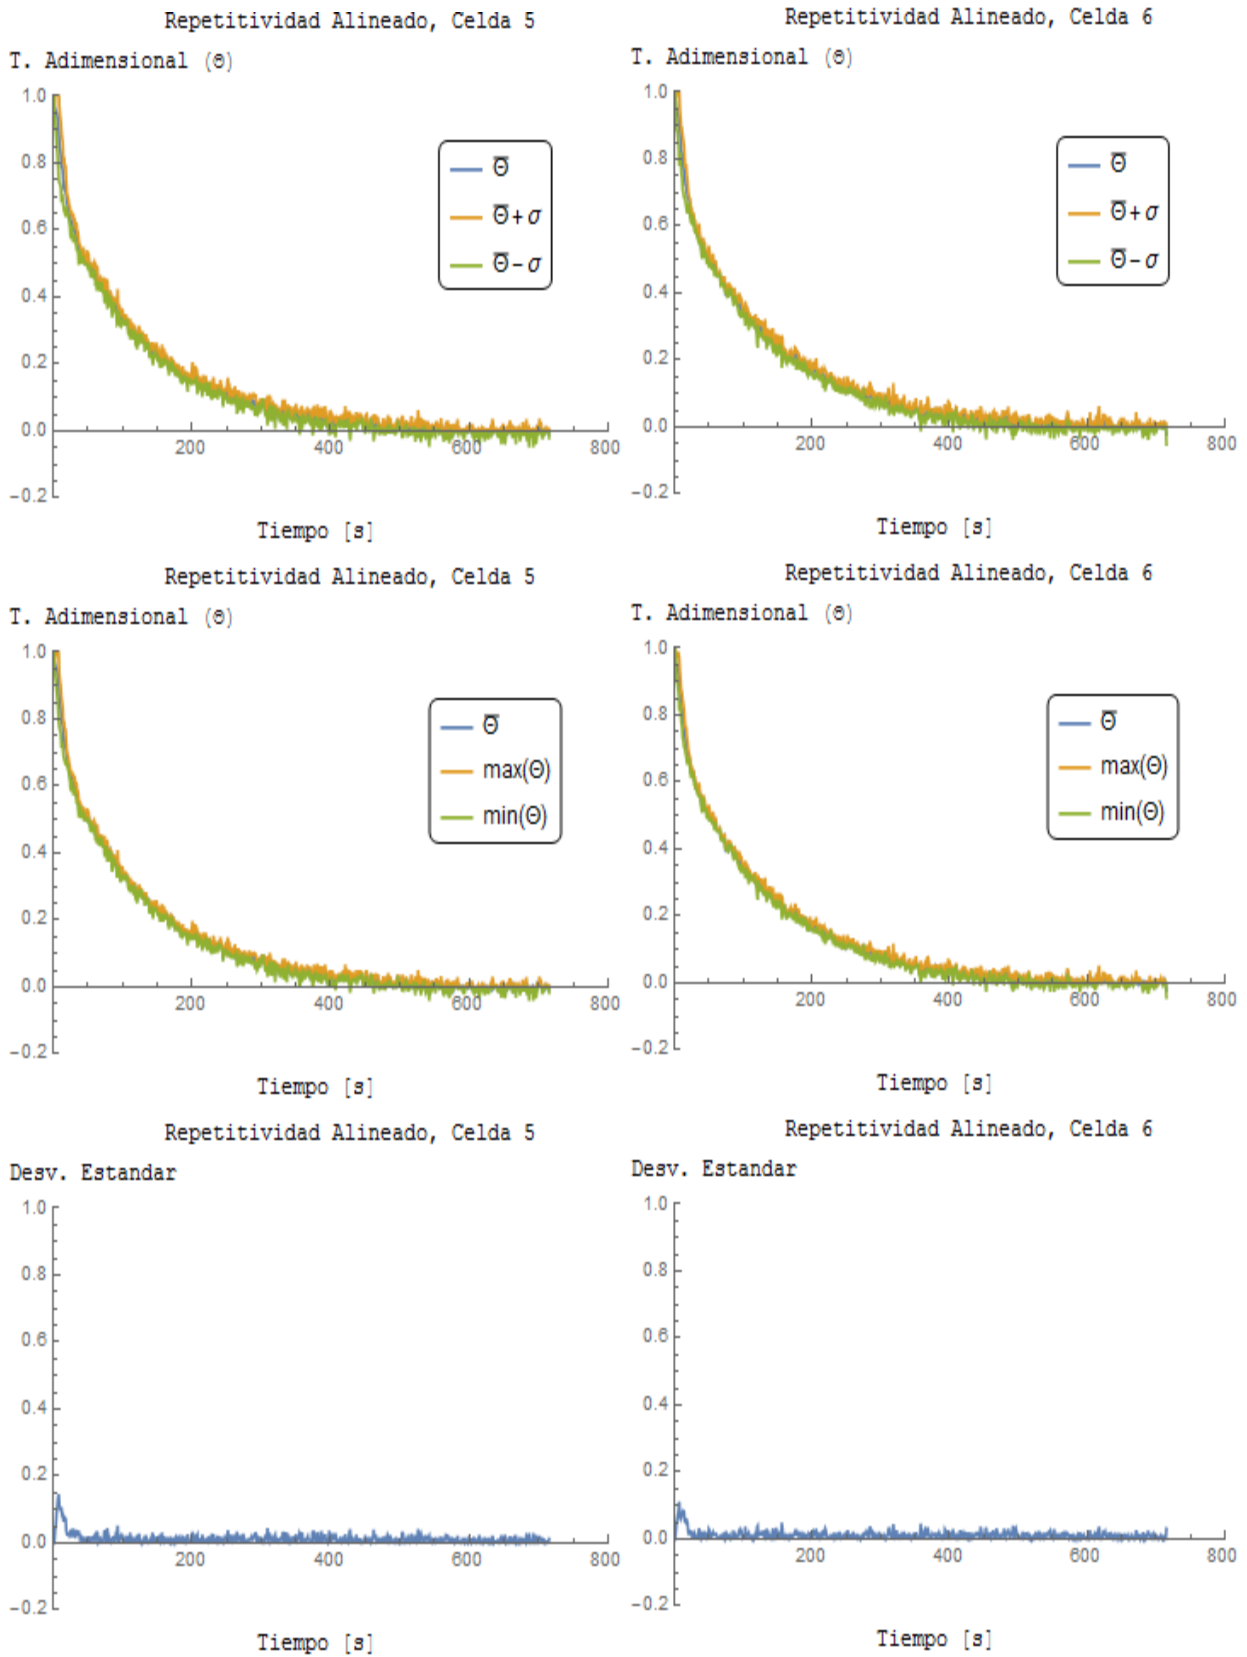 Repetitividad Alineado, Celda 5
T. Adimensional (Θ)
1.0
0.8
0.6
0.4
0.2
0.0
-0.2
200
400
600
800
Θ̅
Θ̅+σ
Θ̅-σ
Tiempo [s]
Repetitividad Alineado, Celda 6
T. Adimensional (Θ)
1.0
0.8
0.6
0.4
0.2
0.0
-0.2
200
400
600
800
Θ̅
Θ̅+σ
Θ̅-σ
Tiempo [s]
Repetitividad Alineado, Celda 5
T. Adimensional (Θ)
1.0
0.8
0.6
0.4
0.2
0.0
-0.2
200
400
600
800
Θ̅
max(Θ)
min(Θ)
Tiempo [s]
Repetitividad Alineado, Celda 6
T. Adimensional (Θ)
1.0
0.8
0.6
0.4
0.2
0.0
-0.2
200
400
600
800
Θ̅
max(Θ)
min(Θ)
Tiempo [s]
Repetitividad Alineado, Celda 5
Desv. Estandar
1.0
0.8
0.6
0.4
0.2
0.0
-0.2
200
400
600
800
Tiempo [s]
Repetitividad Alineado, Celda 6
Desv. Estandar
1.0
0.8
0.6
0.4
0.2
0.0
-0.2
200
400
600
800
Tiempo [s]